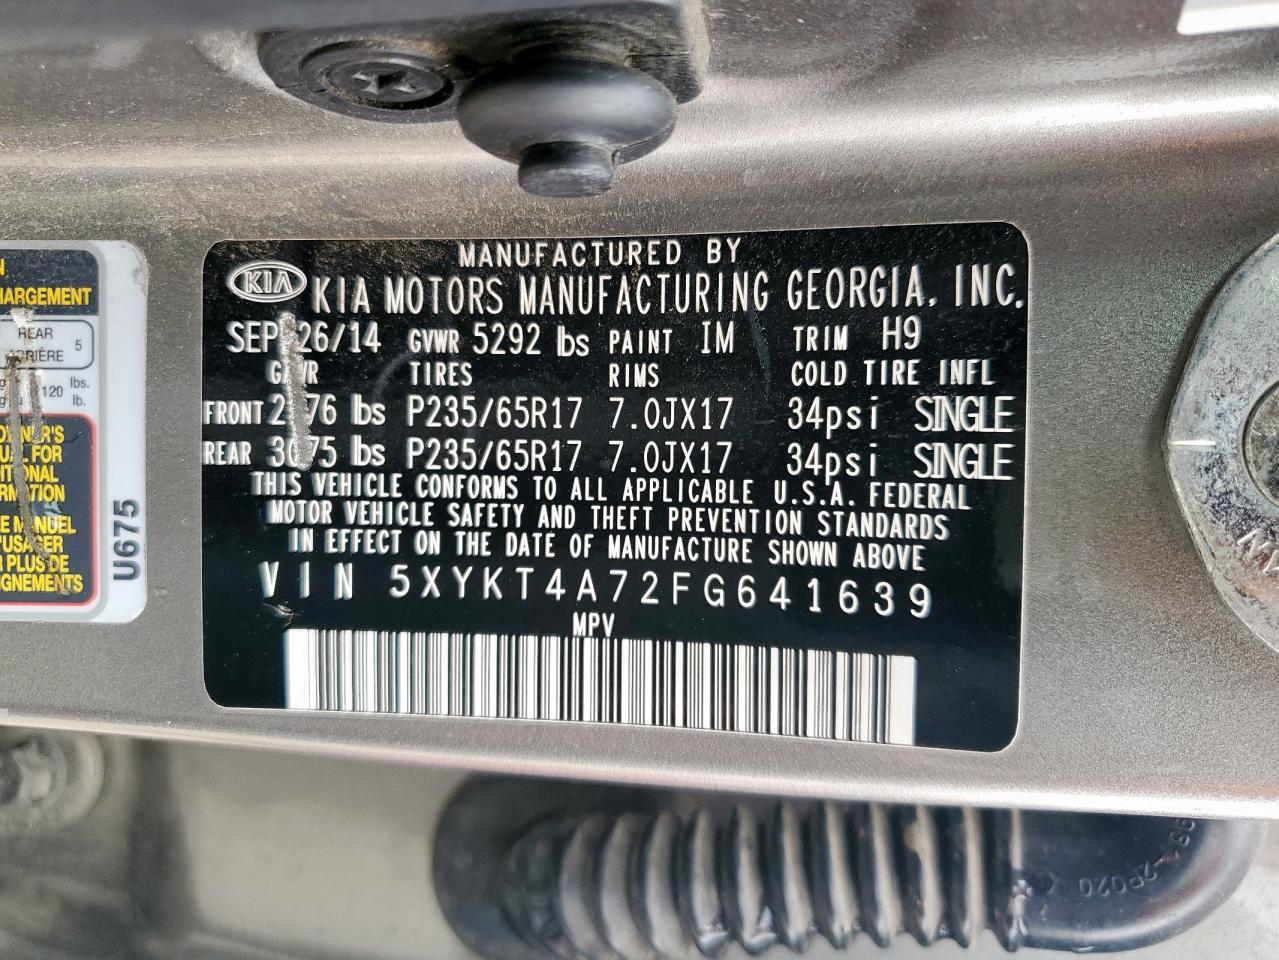 MANUFACTURED BY
KIA KIA MOTORS MANUFACTURING GEORGIA, INC.
SEP 26/14 GVWR 5292 lbs PAINT IM TRIM H9
TIRES RIMS COLD TIRE INFL
FRONT lbs P235/65R17 7.0JX17 34psi SINGLE
REAR lbs P235/65R17 7.0JX17 34psi SINGLE
THIS VEHICLE CONFORMS TO ALL APPLICABLE U.S.A. FEDERAL
MOTOR VEHICLE SAFETY AND THEFT PREVENTION STANDARDS
IN EFFECT ON THE DATE OF MANUFACTURE SHOWN ABOVE
VIN 5XYKT4A72FG641639
MPV
REAR 5
120 lbs.
lb.
U675
2P020